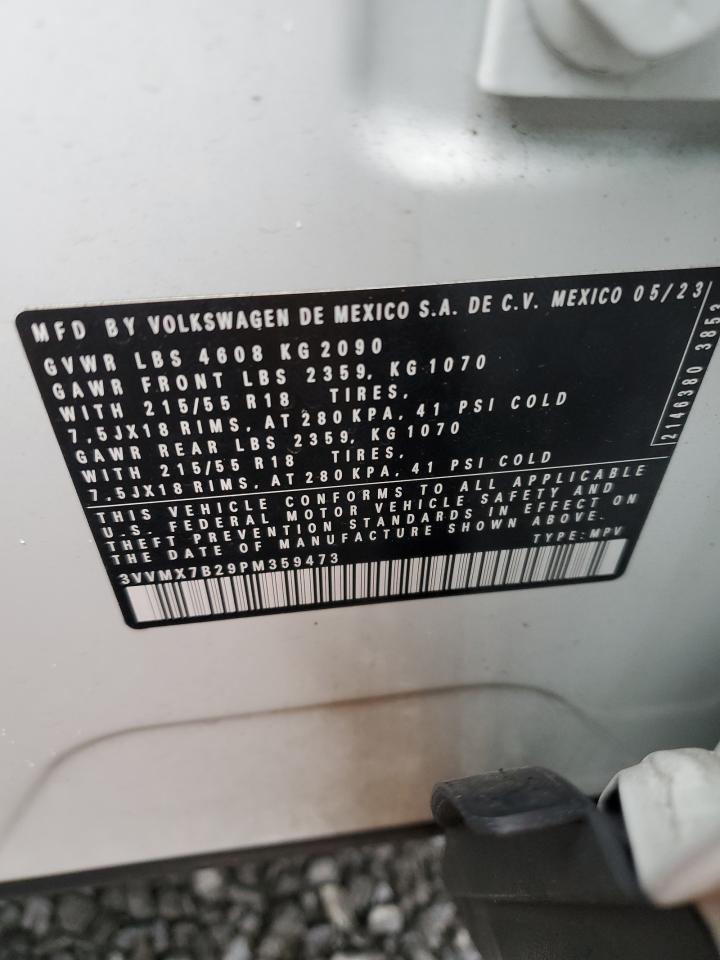 MFD BY VOLKSWAGEN DE MEXICO S.A. DE C.V. MEXICO 05/23
GVWR LBS 4608 KG 2090
GAWR FRONT LBS 2359, KG 1070
WITH 215/55 R18 TIRES,
7,5JX18 RIMS, AT 280 KPA, 41 PSI COLD
GAWR REAR LBS 2359, KG 1070
WITH 215/55 R18 TIRES,
7,5JX18 RIMS, AT 280 KPA, 41 PSI COLD
THIS VEHICLE CONFORMS TO ALL APPLICABLE
U.S. FEDERAL MOTOR VEHICLE SAFETY AND
THEFT PREVENTION STANDARDS IN EFFECT ON
THE DATE OF MANUFACTURE SHOWN ABOVE.
TYPE: MPV
3VVMX7B29PM359473
2146380 3853